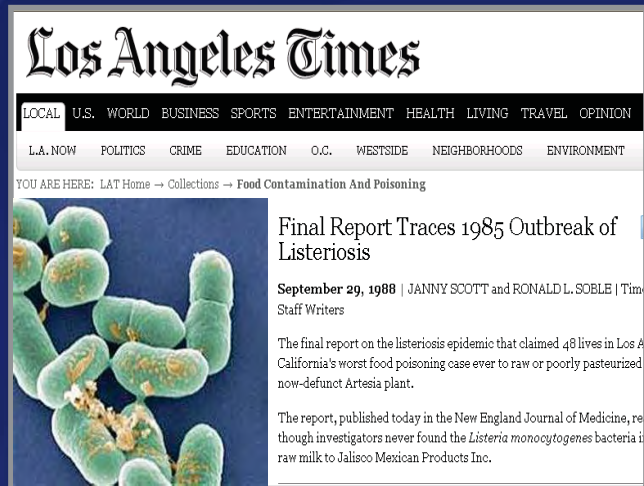 Los Angeles Times
LOCAL U.S. WORLD BUSINESS SPORTS ENTERTAINMENT HEALTH LIVING TRAVEL OPINION
L.A. NOW POLITICS CRIME EDUCATION O.C. WESTSIDE NEIGHBORHOODS ENVIRONMENT
YOU ARE HERE: LAT Home → Collections → Food Contamination And Poisoning
Final Report Traces 1985 Outbreak of
Listeriosis
September 29, 1988 | JANNY SCOTT and RONALD L. SOBLE |
Staff Writers
The final report on the listeriosis epidemic that claimed 48 lives in Los
California's worst food poisoning case ever to raw or poorly pasteurized
now-defunct Artesia plant.
The report, published today in the New England Journal of Medicine,
though investigators never found the Listeria monocytogenes bacteria
raw milk to Jalisco Mexican Products Inc.